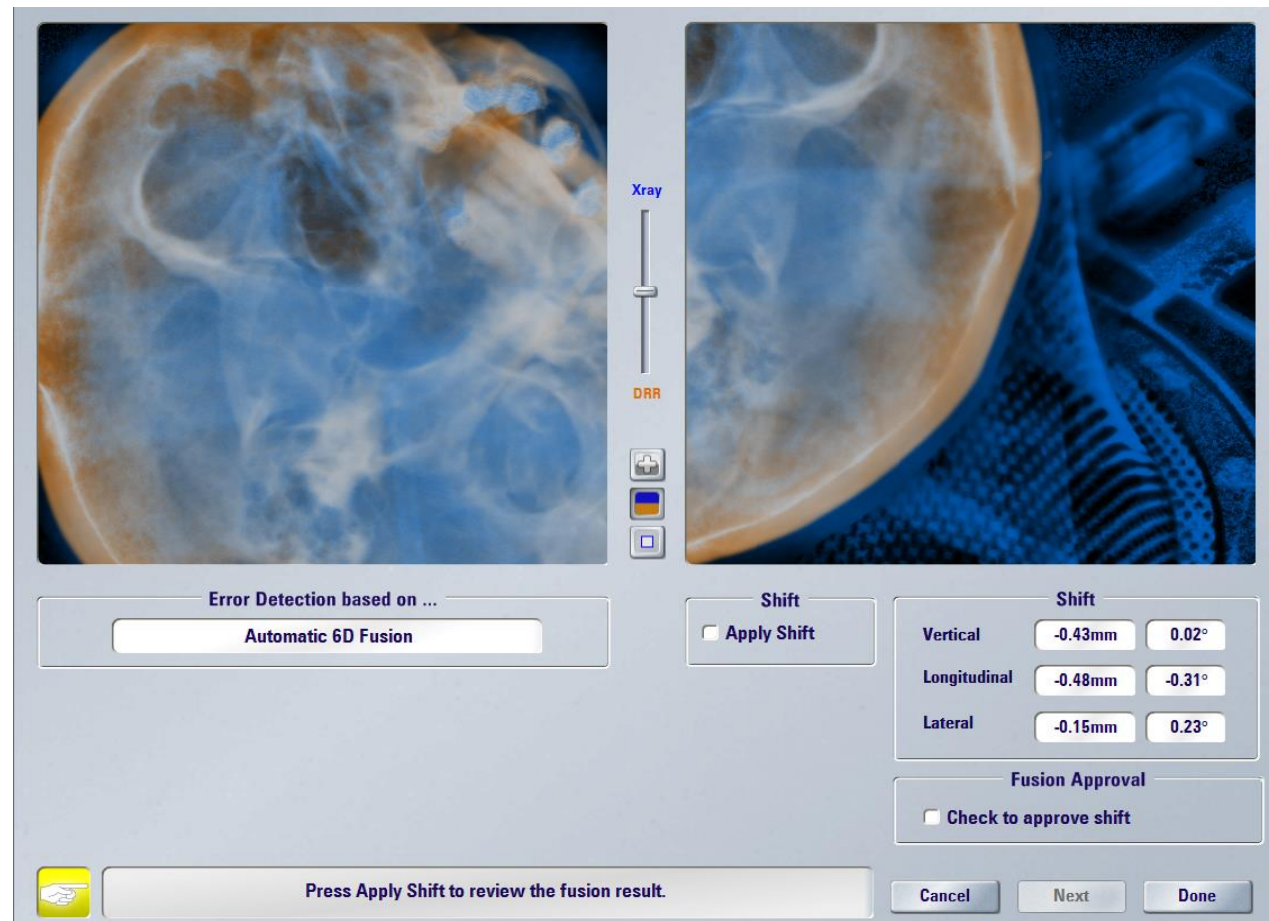 Xray
DRR
Error Detection based on ...
Automatic 6D Fusion
Shift
Apply Shift
Shift
Vertical -0.43mm 0.02°
Longitudinal -0.48mm -0.31°
Lateral -0.15mm 0.23°
Fusion Approval
Check to approve shift
Press Apply Shift to review the fusion result.
Cancel Next Done